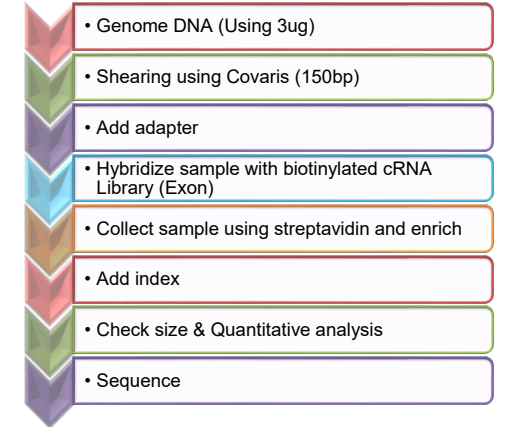 • Genome DNA (Using 3ug)
• Shearing using Covaris (150bp)
• Add adapter
• Hybridize sample with biotinylated cRNA
Library (Exon)
• Collect sample using streptavidin and enrich
• Add index
• Check size & Quantitative analysis
• Sequence